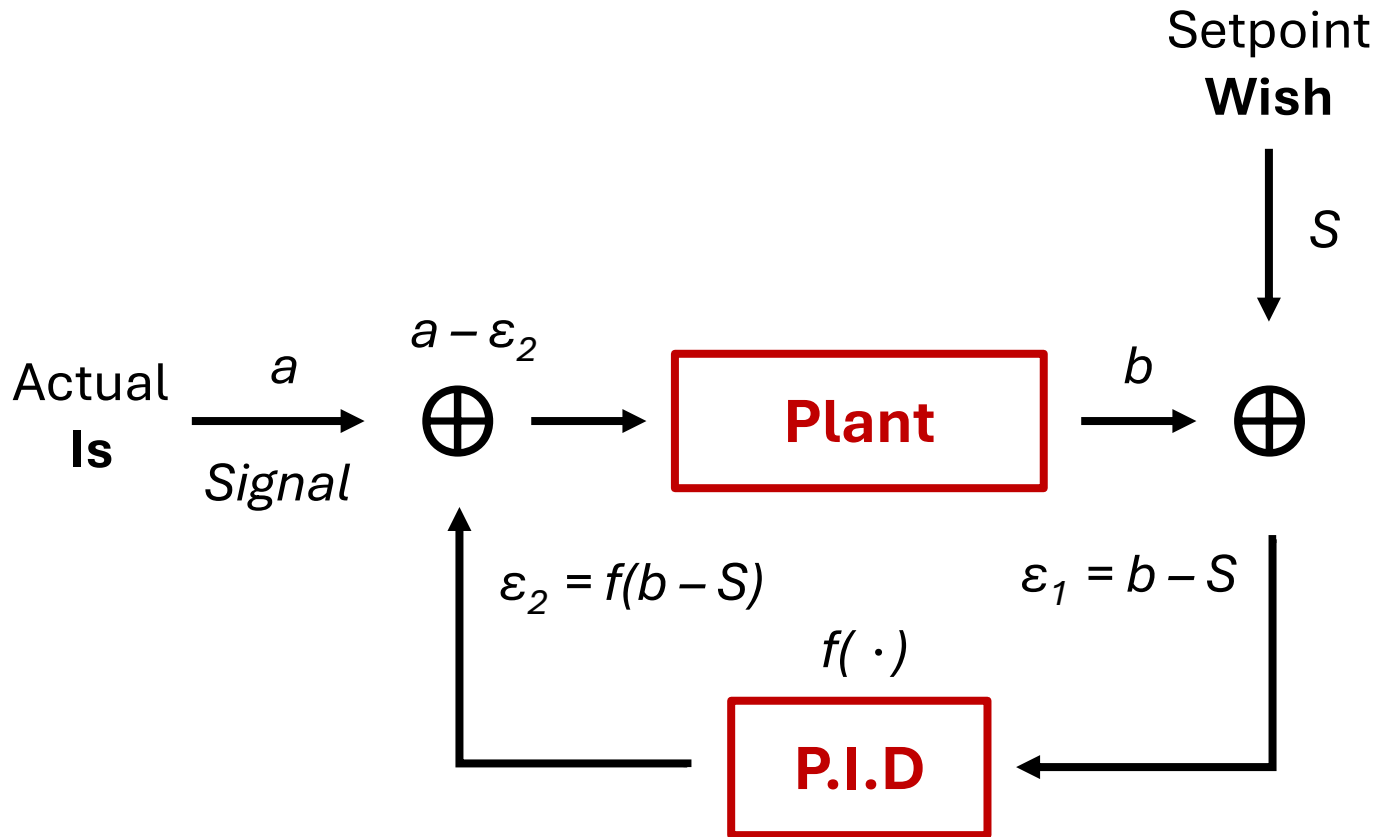 Setpoint
Wish
S
a – ε₂
Actual
Is
a
Signal
Plant
b
ε₂ = f(b – S)
ε₁ = b – S
f( · )
P.I.D